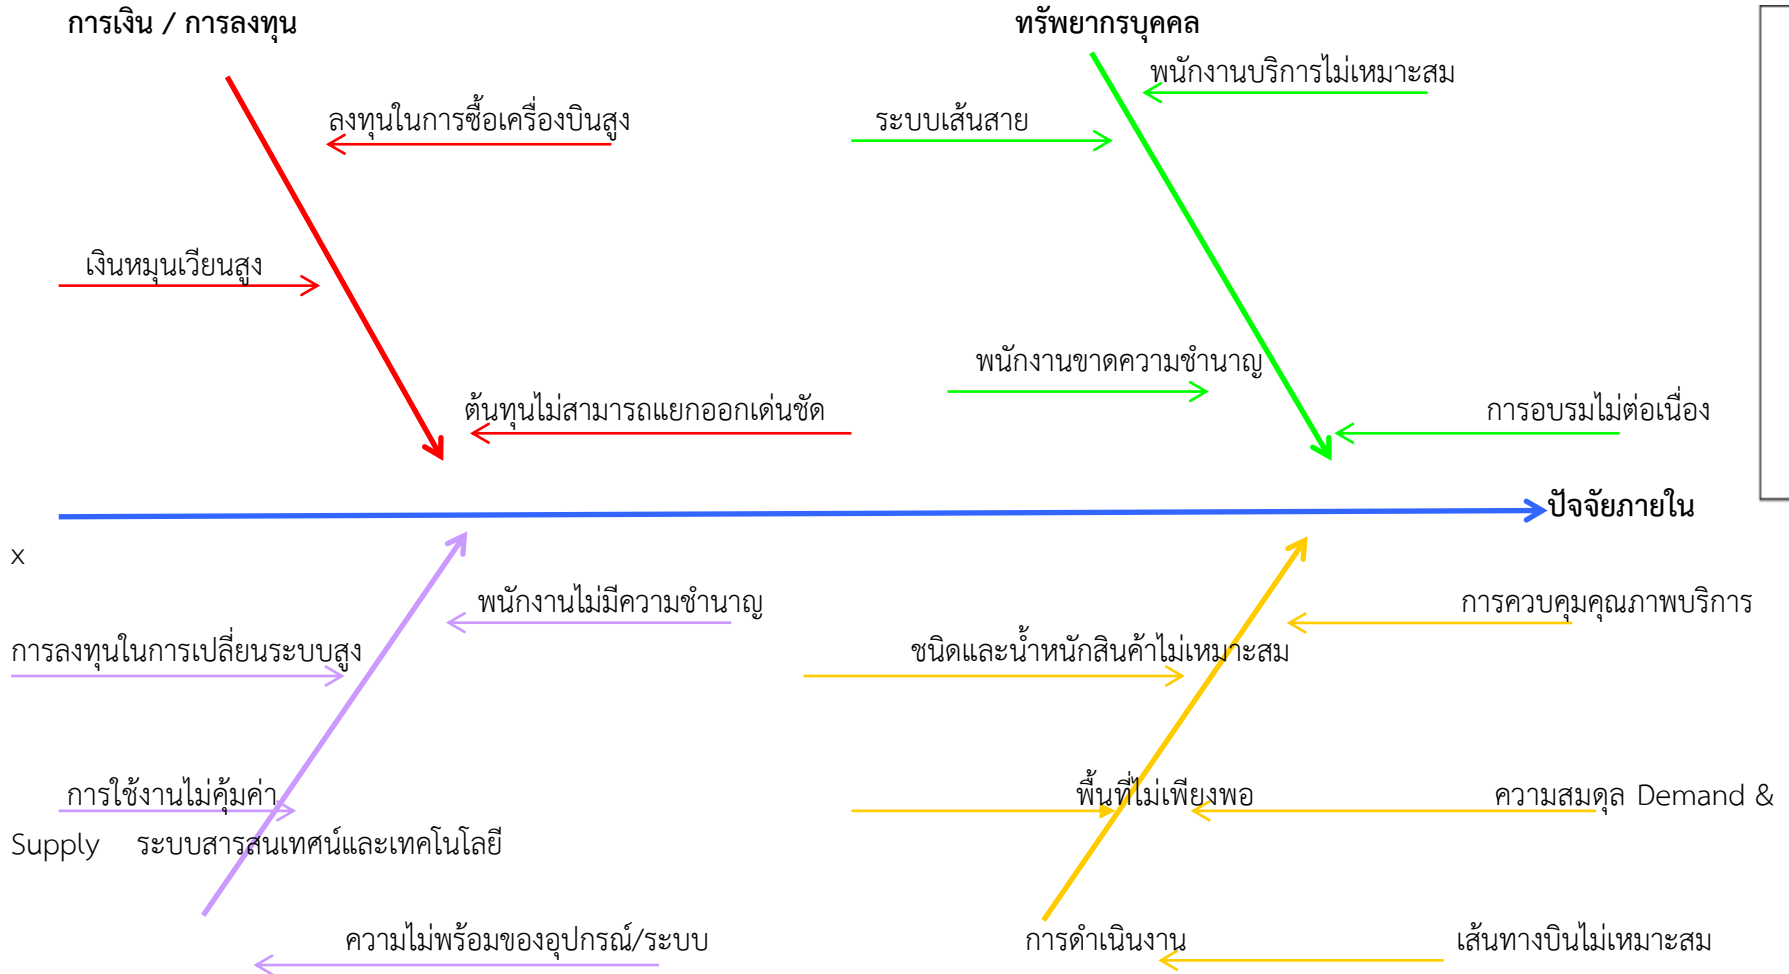 การเงิน / การลงทุน ทรัพยากรบุคคล
พนักงานบริการไม่เหมาะสม
ลงทุนในการซื้อเครื่องบินสูง ระบบเส้นสาย
เงินหมุนเวียนสูง
พนักงานขาดความชำนาญ
ต้นทุนไม่สามารถแยกออกเด่นชัด การอบรมไม่ต่อเนื่อง
ปัจจัยภายใน
x
พนักงานไม่มีความชำนาญ การควบคุมคุณภาพบริการ
การลงทุนในการเปลี่ยนระบบสูง ชนิดและน้ำหนักสินค้าไม่เหมาะสม
การใช้งานไม่คุ้มค่า พื้นที่ไม่เพียงพอ ความสมดุล Demand &
Supply ระบบสารสนเทศน์และเทคโนโลยี
ความไม่พร้อมของอุปกรณ์/ระบบ การดำเนินงาน เส้นทางบินไม่เหมาะสม